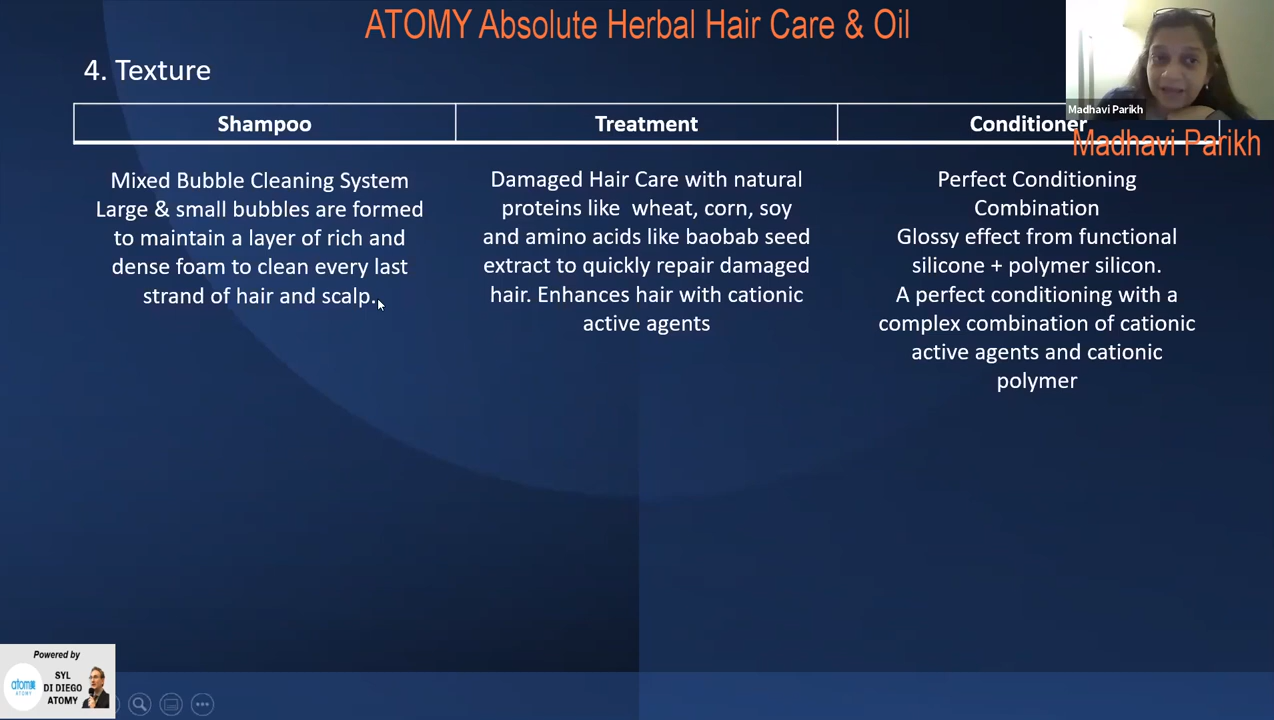 ATOMY Absolute Herbal Hair Care & Oil
4. Texture
Madhavi Parikh
Madhavi Parikh
Shampoo
Treatment
Conditioner
Mixed Bubble Cleaning System
Large & small bubbles are formed
to maintain a layer of rich and
dense foam to clean every last
strand of hair and scalp.
Damaged Hair Care with natural
proteins like wheat, corn, soy
and amino acids like baobab seed
extract to quickly repair damaged
hair. Enhances hair with cationic
active agents
Perfect Conditioning
Combination
Glossy effect from functional
silicone + polymer silicon.
A perfect conditioning with a
complex combination of cationic
active agents and cationic
polymer
Powered by
atom
ATOMY
SYL
DI DIEGO
ATOMY